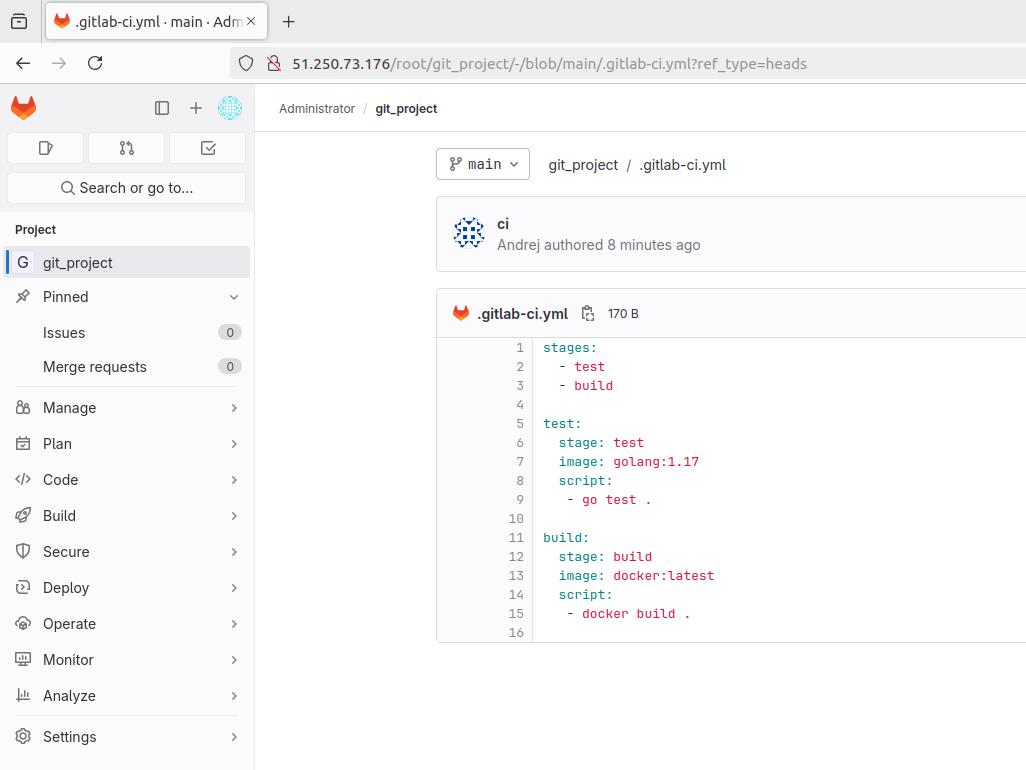 .gitlab-ci.yml · main · Adm
51.250.73.176/root/git_project/-/blob/main/.gitlab-ci.yml?ref_type=heads
Administrator / git_project
Search or go to...
Project
G git_project
Pinned
Issues 0
Merge requests 0
Manage
Plan
Code
Build
Secure
Deploy
Operate
Monitor
Analyze
Settings
main git_project / .gitlab-ci.yml
ci
Andrej authored 8 minutes ago
.gitlab-ci.yml 170 B
1 stages:
2   - test
3   - build
4
5 test:
6   stage: test
7   image: golang:1.17
8   script:
9    - go test .
10
11 build:
12   stage: build
13   image: docker:latest
14   script:
15    - docker build .
16